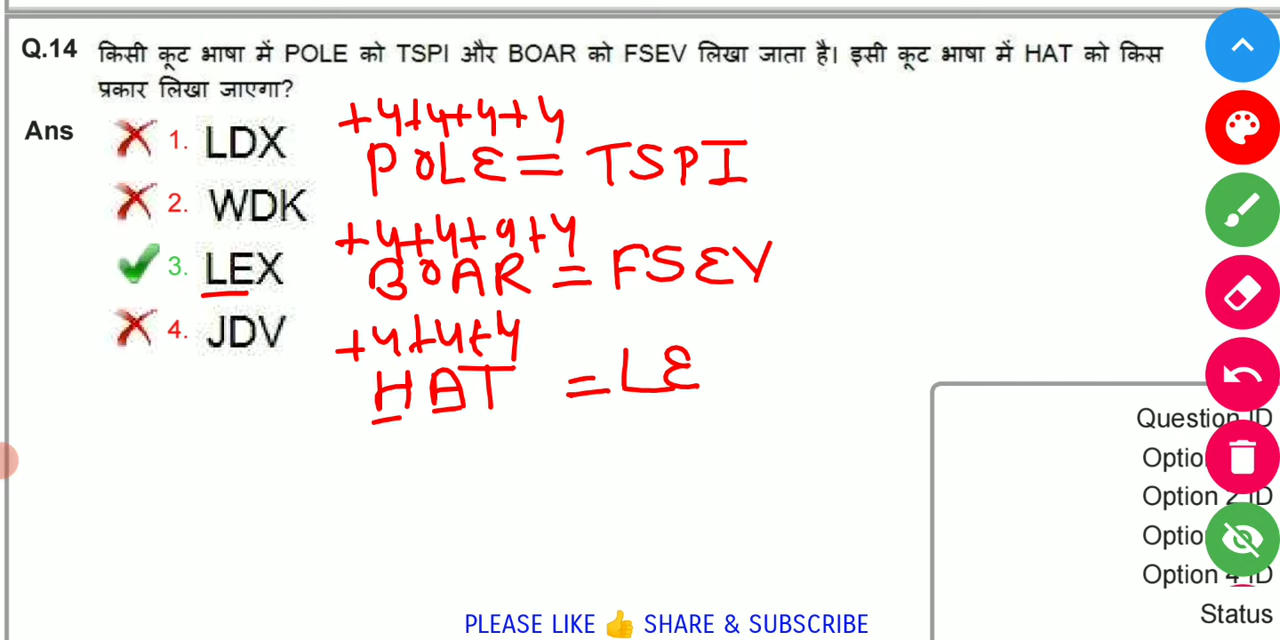 Q.14 किसी कूट भाषा में POLE को TSPI और BOAR को FSEV लिखा जाता है। इसी कूट भाषा में HAT को किस
प्रकार लिखा जाएगा?
Ans
1. LDX
2. WDK
3. LEX
4. JDV
+4+4+4+4
POLE = TSPI
+4+4+9+4
BOAR = FSEV
+4+4+4
HAT = LE
Question ID
Optio
Option 2 ID
Optio
Option 4 ID
Status
PLEASE LIKE 👍 SHARE & SUBSCRIBE